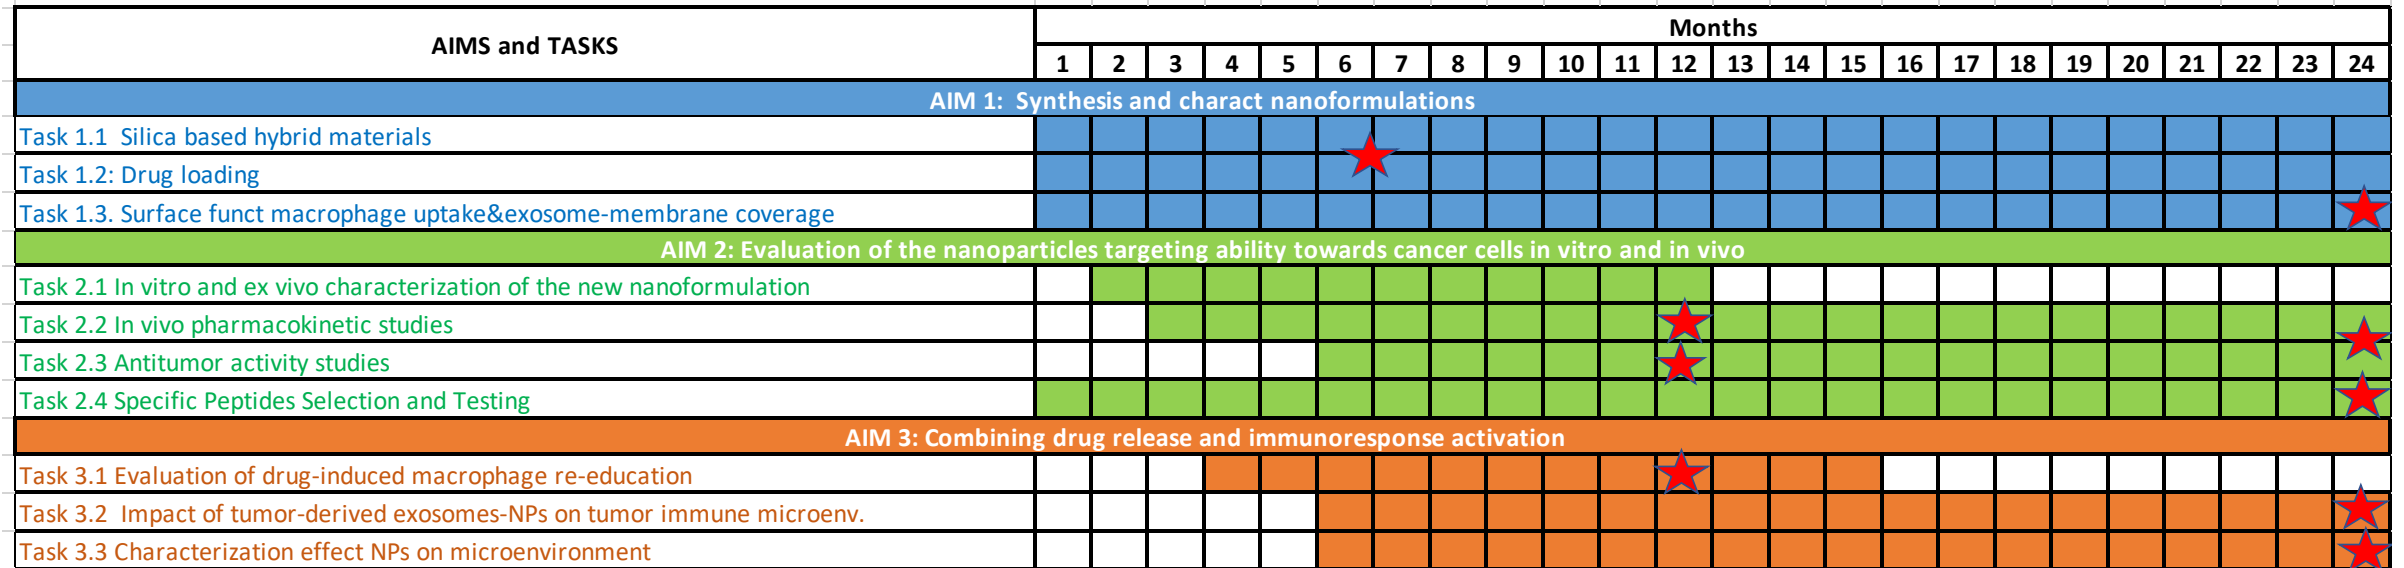 AIMS and TASKS
Months
1 2 3 4 5 6 7 8 9 10 11 12 13 14 15 16 17 18 19 20 21 22 23 24
AIM 1:  Synthesis and charact nanoformulations
Task 1.1  Silica based hybrid materials
Task 1.2: Drug loading
Task 1.3. Surface funct macrophage uptake&exosome-membrane coverage
AIM 2: Evaluation of the nanoparticles targeting ability towards cancer cells in vitro and in vivo
Task 2.1 In vitro and ex vivo characterization of the new nanoformulation
Task 2.2 In vivo pharmacokinetic studies
Task 2.3 Antitumor activity studies
Task 2.4 Specific Peptides Selection and Testing
AIM 3: Combining drug release and immunoresponse activation
Task 3.1 Evaluation of drug-induced macrophage re-education
Task 3.2  Impact of tumor-derived exosomes-NPs on tumor immune microenv.
Task 3.3 Characterization effect NPs on microenvironment